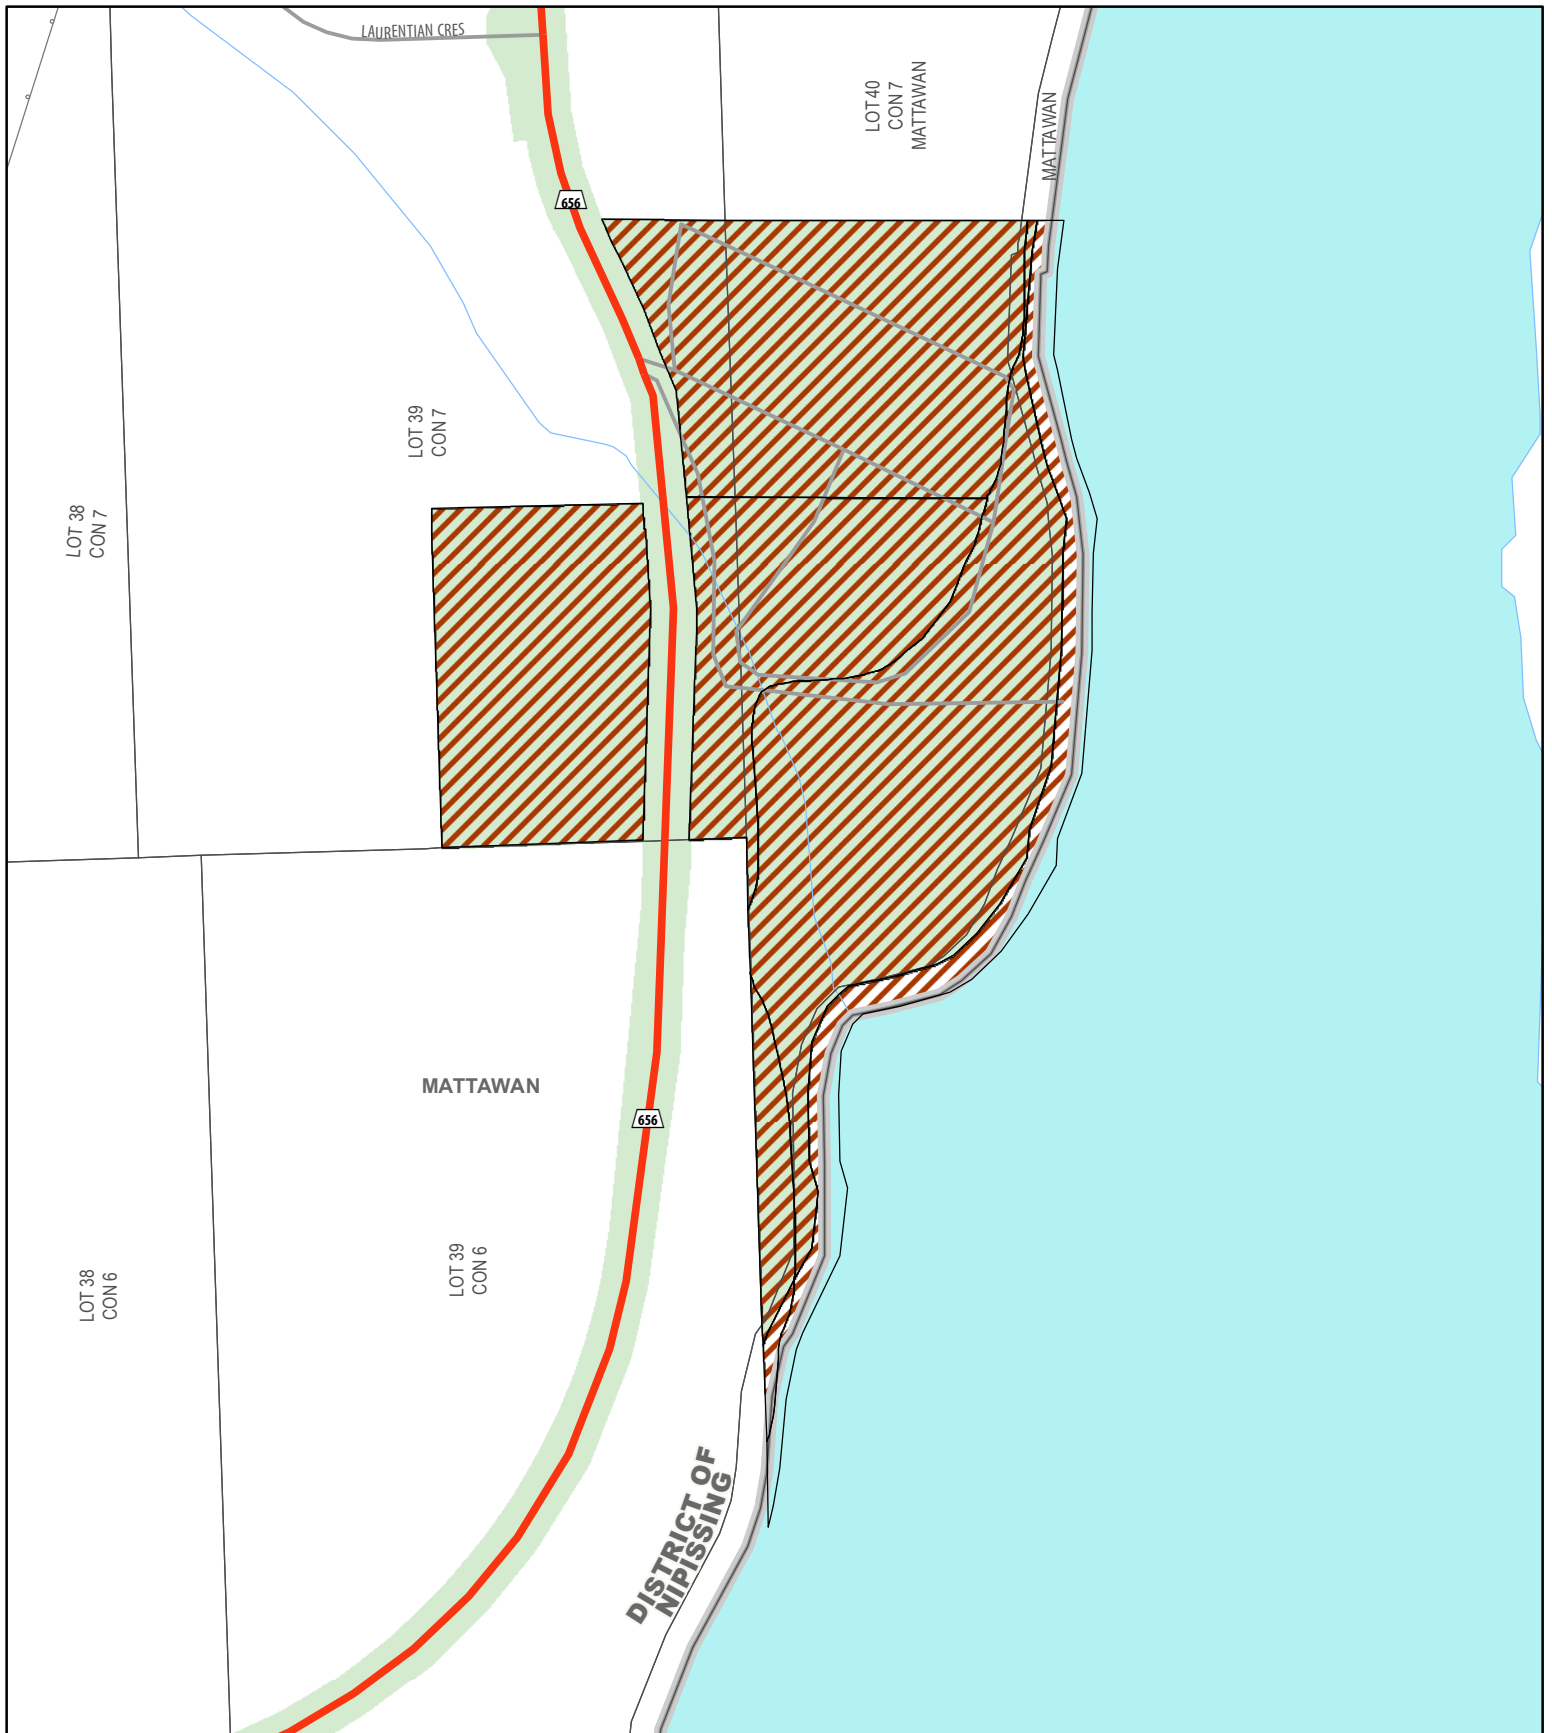 LAURENTIAN CRES
LOT 40
CON 7
MATTAWAN
MATTAWAN
656
LOT 39
CON 7
LOT 38
CON 7
MATTAWAN
656
LOT 39
CON 6
LOT 38
CON 6
DISTRICT OF
NIPISSING